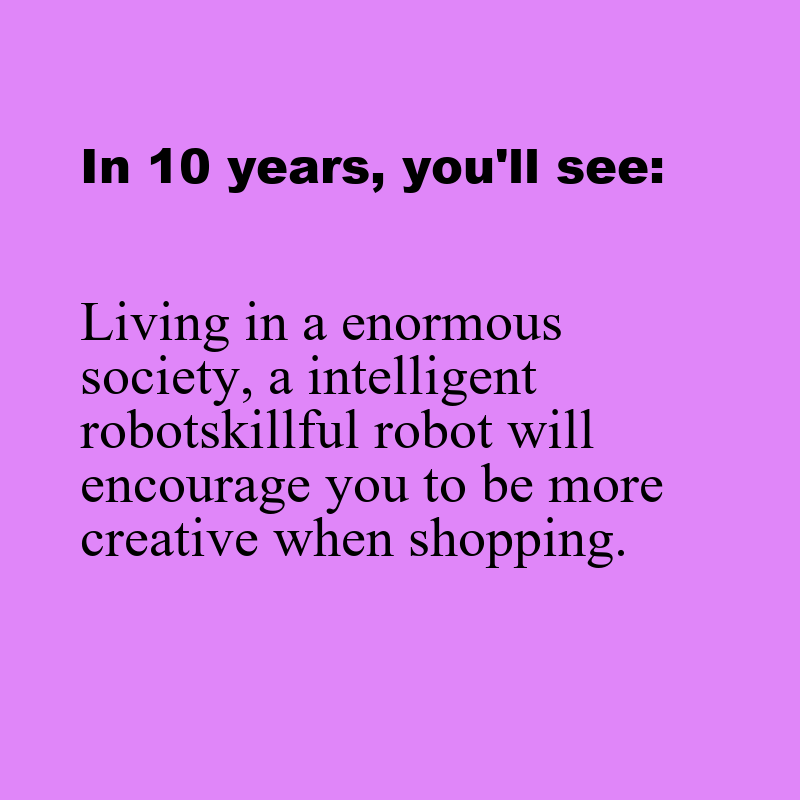 In 10 years, you'll see:
Living in a enormous
society, a intelligent
robotskillful robot will
encourage you to be more
creative when shopping.